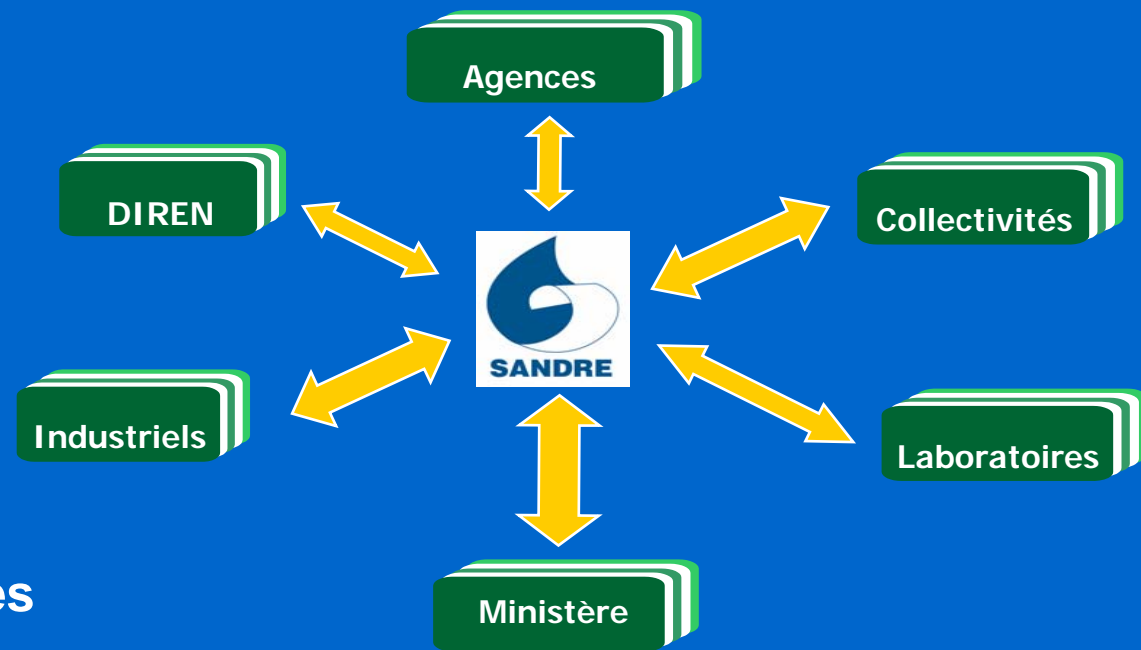 Agences
DIREN
Collectivités
SANDRE
Industriels
Laboratoires
Ministère